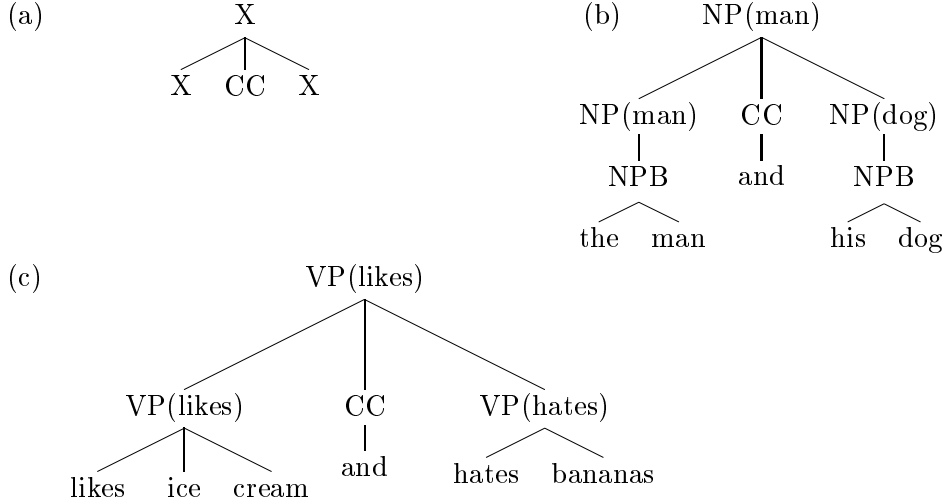 (a) X
X CC X
(b) NP(man)
NP(man) CC NP(dog)
NPB and NPB
the man his dog
(c) VP(likes)
VP(likes) CC VP(hates)
likes ice cream and hates bananas